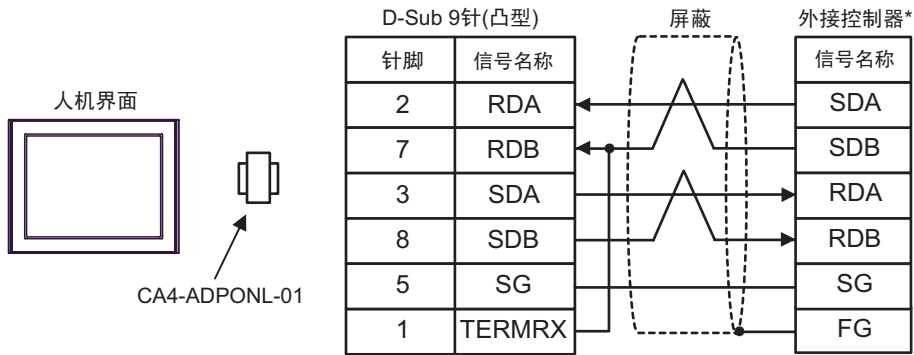 D-Sub 9针(凸型) 屏蔽 外接控制器*
针脚 信号名称 信号名称
人机界面
2 RDA SDA
7 RDB SDB
3 SDA RDA
8 SDB RDB
CA4-ADPONL-01
5 SG SG
1 TERMRX FG